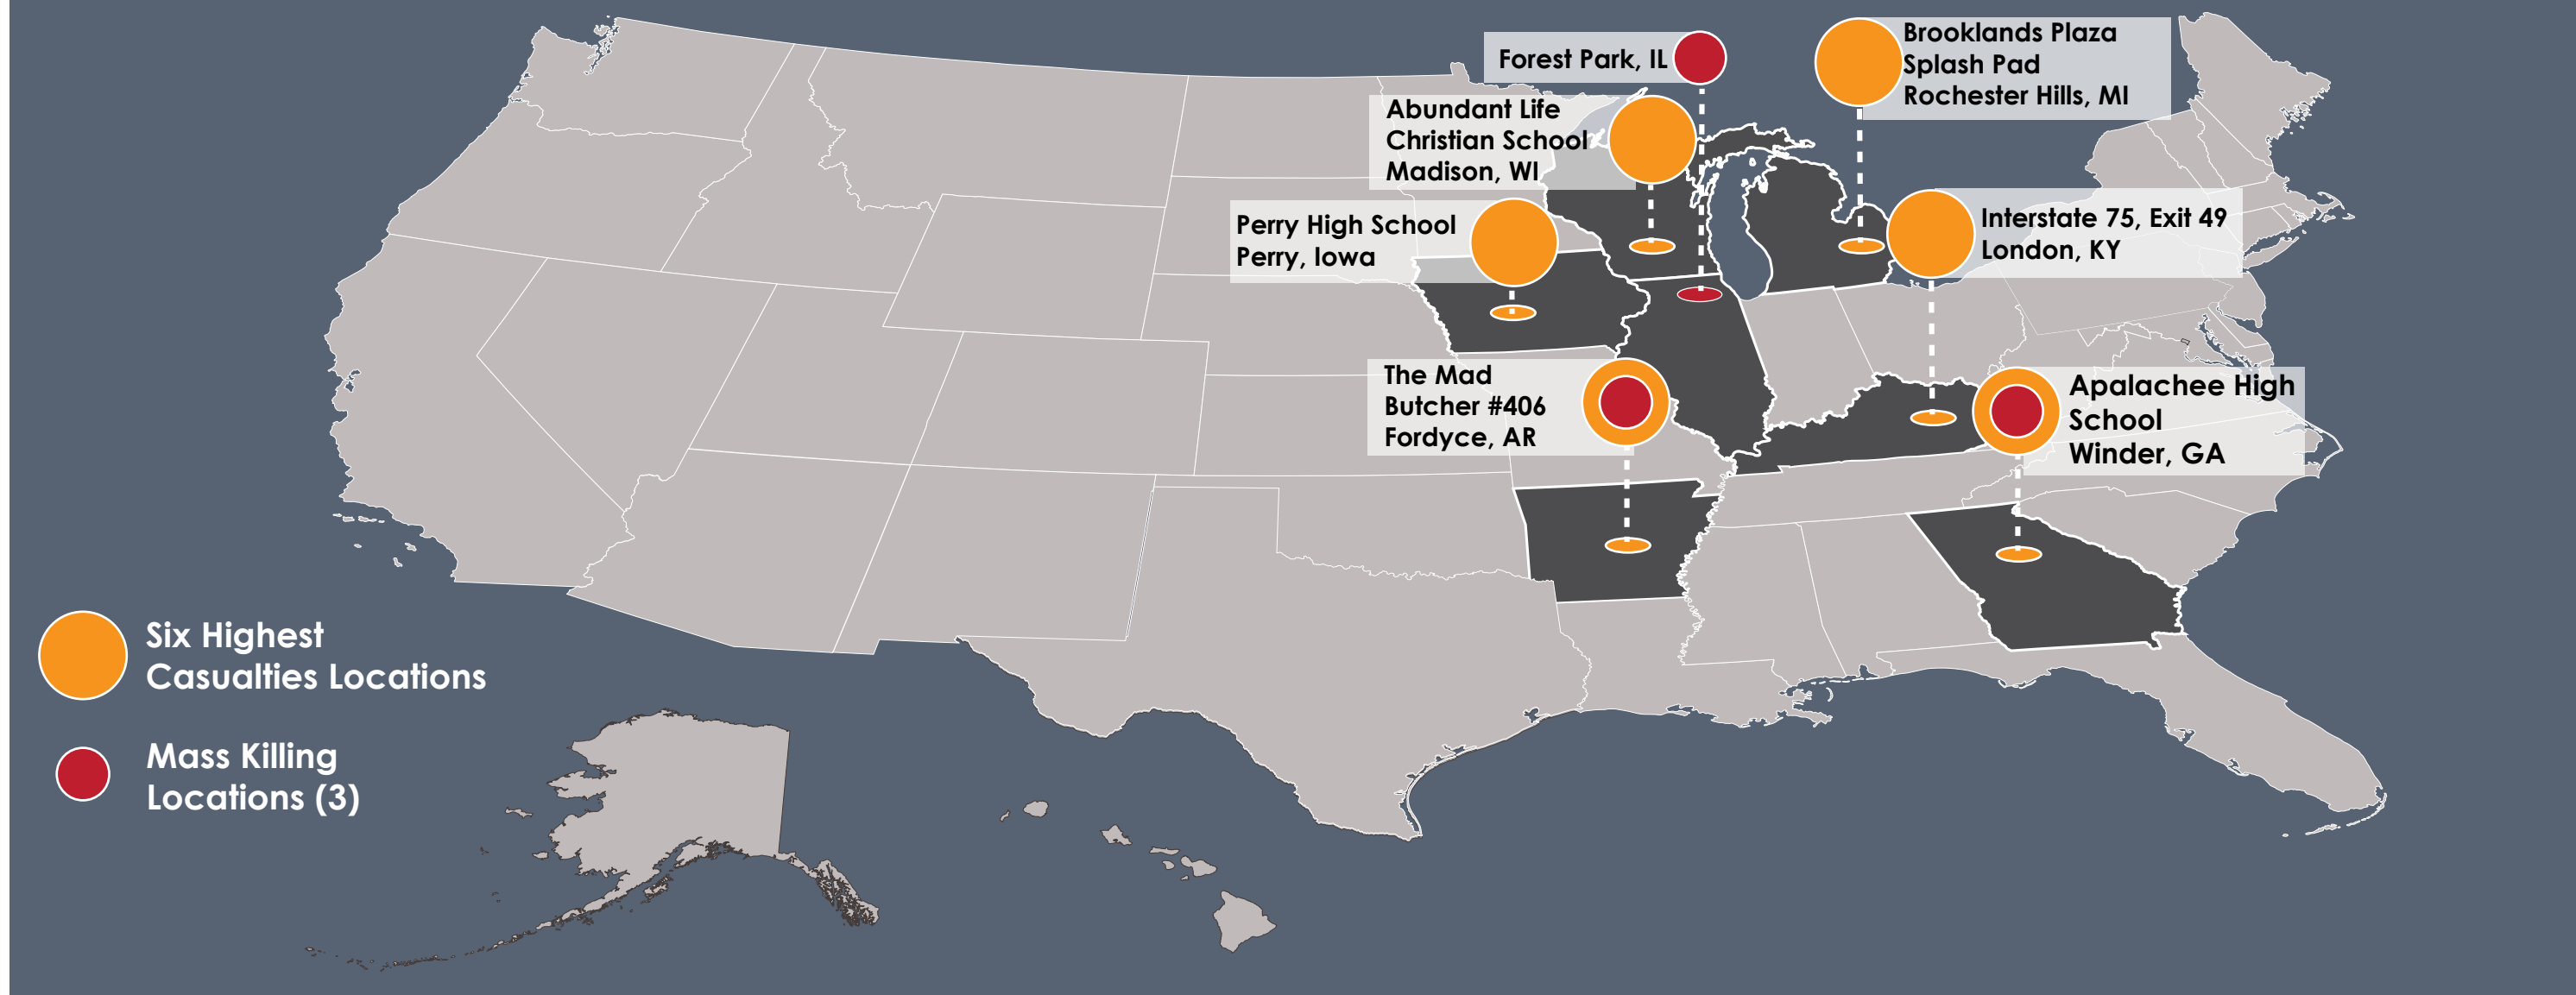 Forest Park, IL
Brooklands Plaza
Splash Pad
Rochester Hills, MI
Abundant Life
Christian School
Madison, WI
Perry High School
Perry, Iowa
Interstate 75, Exit 49
London, KY
The Mad
Butcher #406
Fordyce, AR
Apalachee High
School
Winder, GA
Six Highest
Casualties Locations
Mass Killing
Locations (3)